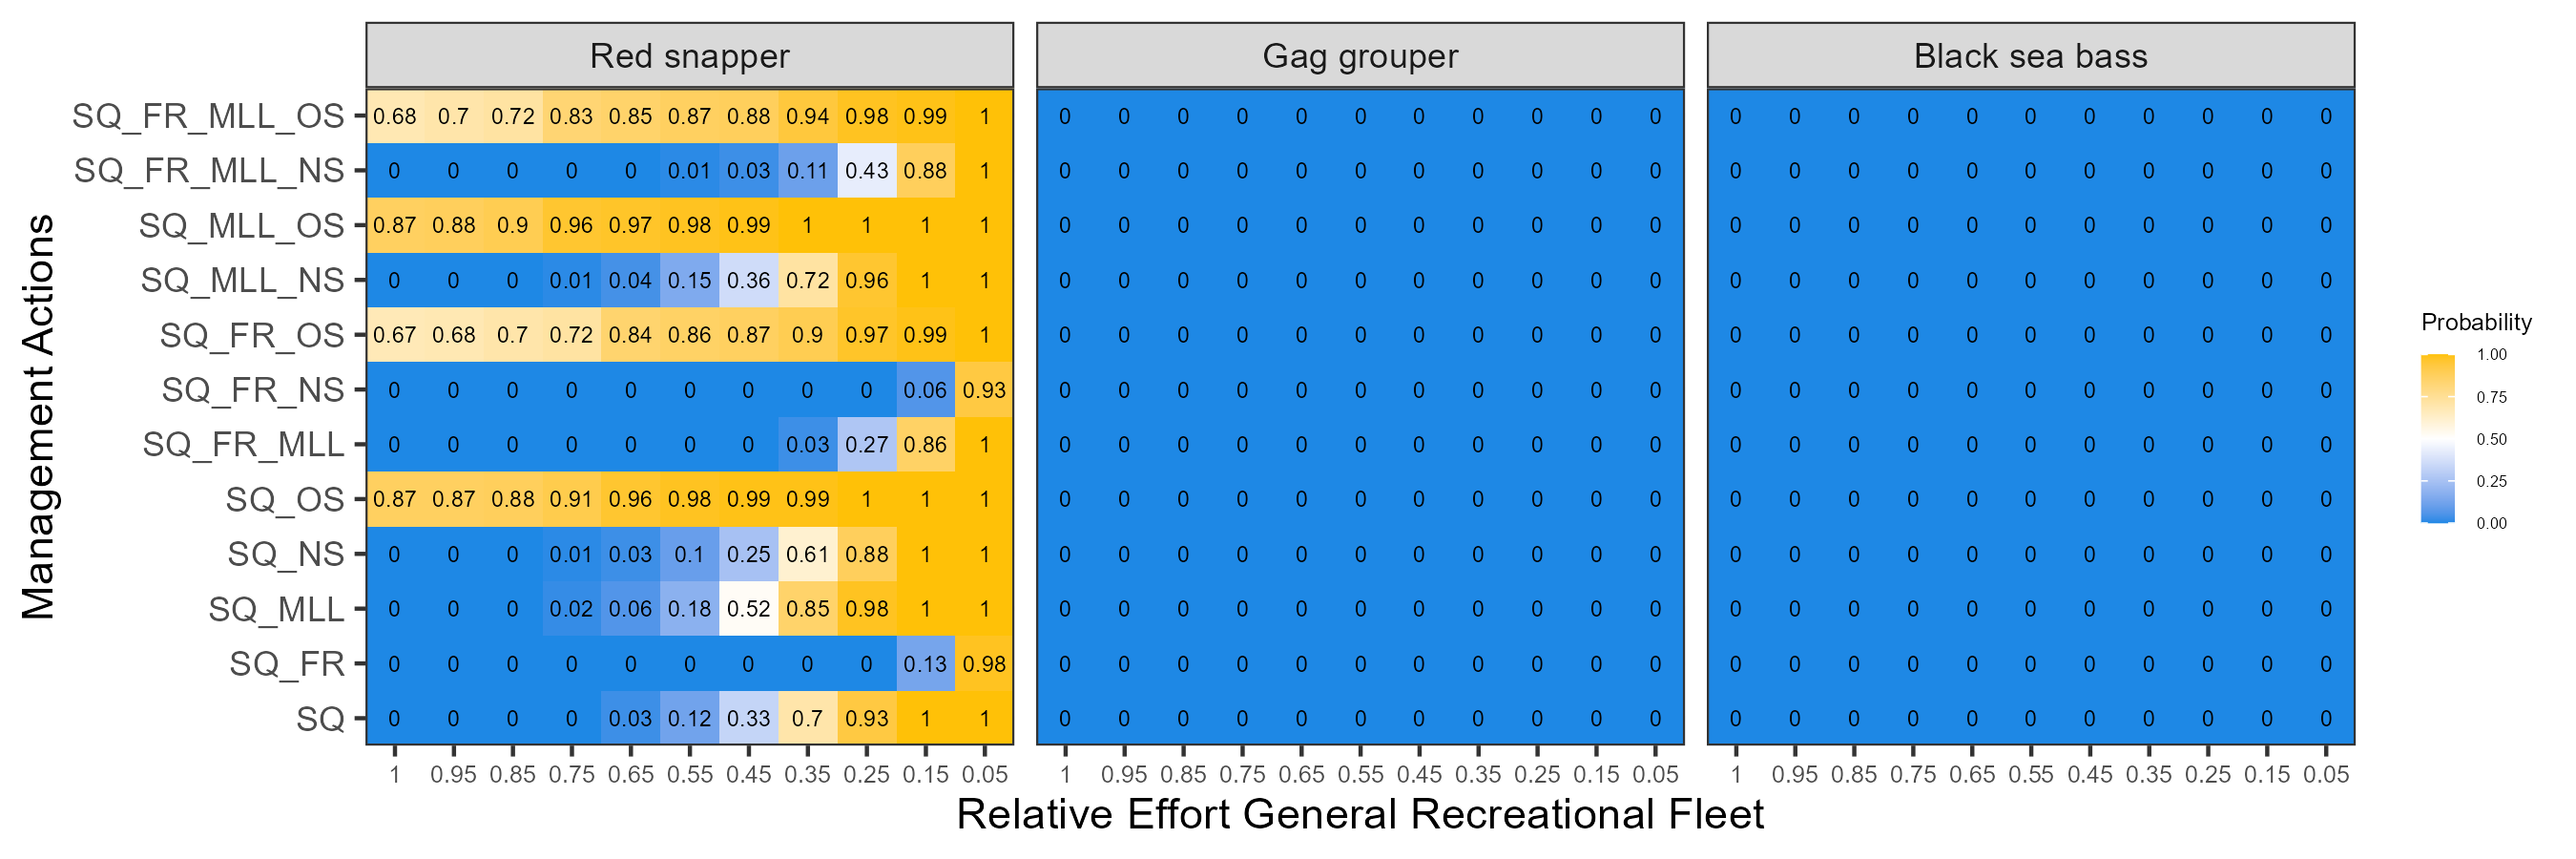 Red snapper Gag grouper Black sea bass
SQ_FR_MLL_OS 0.68 0.7 0.72 0.83 0.85 0.87 0.88 0.94 0.98 0.99 1 0 0 0 0 0 0 0 0 0 0 0 0 0 0 0 0 0 0 0 0 0 0
SQ_FR_MLL_NS 0 0 0 0 0 0.01 0.03 0.11 0.43 0.88 1 0 0 0 0 0 0 0 0 0 0 0 0 0 0 0 0 0 0 0 0 0 0
SQ_MLL_OS 0.87 0.88 0.9 0.96 0.97 0.98 0.99 1 1 1 1 0 0 0 0 0 0 0 0 0 0 0 0 0 0 0 0 0 0 0 0 0 0
SQ_MLL_NS 0 0 0 0.01 0.04 0.15 0.36 0.72 0.96 1 1 0 0 0 0 0 0 0 0 0 0 0 0 0 0 0 0 0 0 0 0 0 0
SQ_FR_OS 0.67 0.68 0.7 0.72 0.84 0.86 0.87 0.9 0.97 0.99 1 0 0 0 0 0 0 0 0 0 0 0 0 0 0 0 0 0 0 0 0 0 0
SQ_FR_NS 0 0 0 0 0 0 0 0 0 0.06 0.93 0 0 0 0 0 0 0 0 0 0 0 0 0 0 0 0 0 0 0 0 0 0
SQ_FR_MLL 0 0 0 0 0 0 0 0.03 0.27 0.86 1 0 0 0 0 0 0 0 0 0 0 0 0 0 0 0 0 0 0 0 0 0 0
SQ_OS 0.87 0.87 0.88 0.91 0.96 0.98 0.99 0.99 1 1 1 0 0 0 0 0 0 0 0 0 0 0 0 0 0 0 0 0 0 0 0 0 0
SQ_NS 0 0 0 0.01 0.03 0.1 0.25 0.61 0.88 1 1 0 0 0 0 0 0 0 0 0 0 0 0 0 0 0 0 0 0 0 0 0 0
SQ_MLL 0 0 0 0.02 0.06 0.18 0.52 0.85 0.98 1 1 0 0 0 0 0 0 0 0 0 0 0 0 0 0 0 0 0 0 0 0 0 0
SQ_FR 0 0 0 0 0 0 0 0 0 0.13 0.98 0 0 0 0 0 0 0 0 0 0 0 0 0 0 0 0 0 0 0 0 0 0
SQ 0 0 0 0 0.03 0.12 0.33 0.7 0.93 1 1 0 0 0 0 0 0 0 0 0 0 0 0 0 0 0 0 0 0 0 0 0 0
1 0.95 0.85 0.75 0.65 0.55 0.45 0.35 0.25 0.15 0.05 1 0.95 0.85 0.75 0.65 0.55 0.45 0.35 0.25 0.15 0.05 1 0.95 0.85 0.75 0.65 0.55 0.45 0.35 0.25 0.15 0.05
Relative Effort General Recreational Fleet
Management Actions
Probability
1.00
0.75
0.50
0.25
0.00